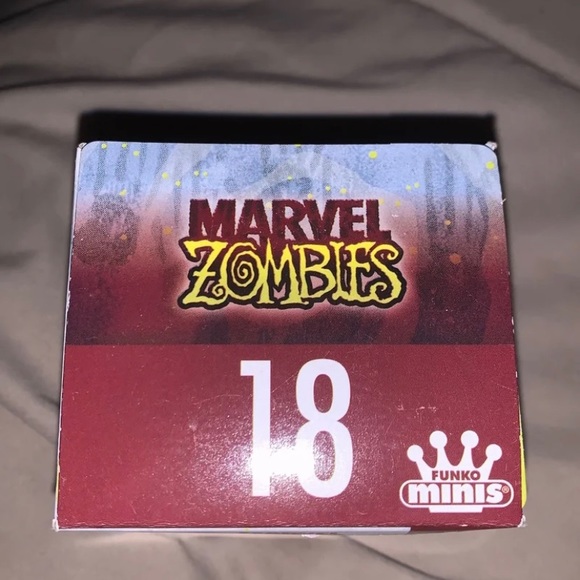 MARVEL
ZOMBIES
18
FUNKO
minis®